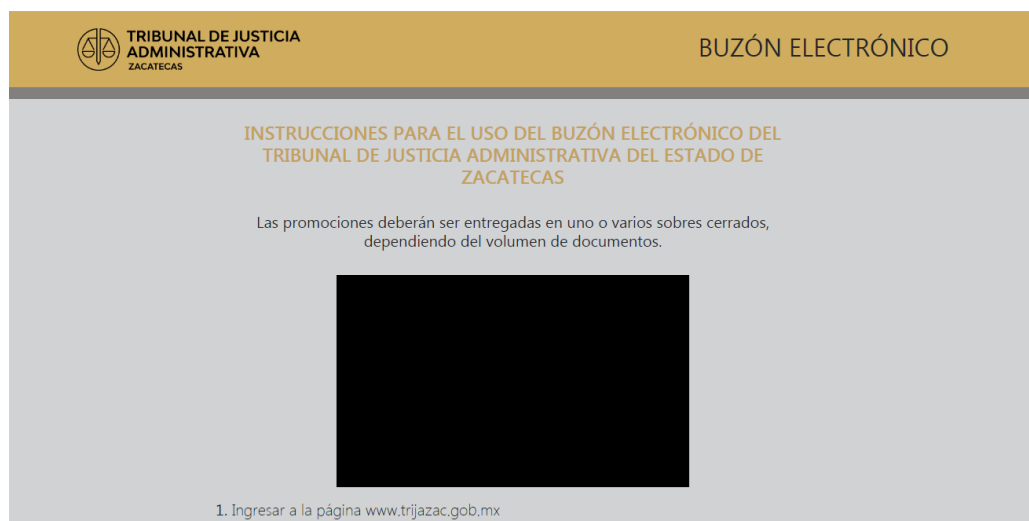 TRIBUNAL DE JUSTICIA
ADMINISTRATIVA
ZACATECAS
BUZÓN ELECTRÓNICO
INSTRUCCIONES PARA EL USO DEL BUZÓN ELECTRÓNICO DEL
TRIBUNAL DE JUSTICIA ADMINISTRATIVA DEL ESTADO DE
ZACATECAS
Las promociones deberán ser entregadas en uno o varios sobres cerrados,
dependiendo del volumen de documentos.
1. Ingresar a la página www.trijazac.gob.mx